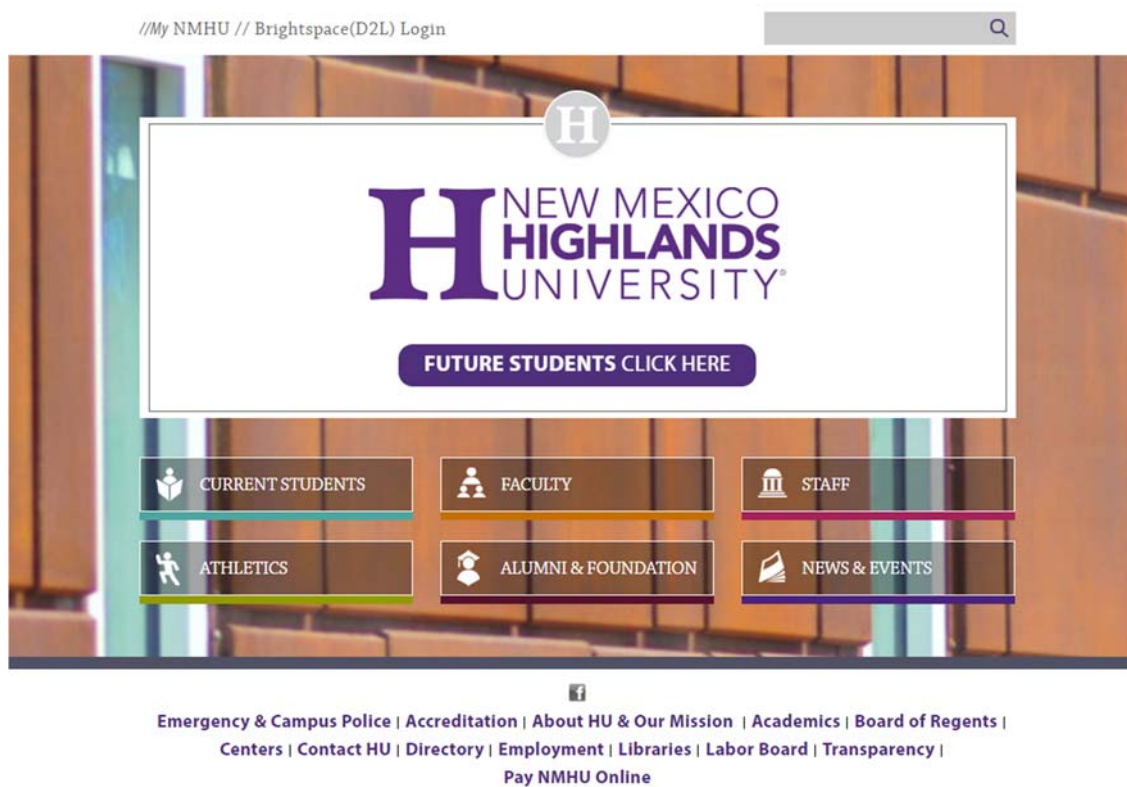 //My NMHU // Brightspace(D2L) Login
H
H NEW MEXICO
HIGHLANDS
UNIVERSITY®
FUTURE STUDENTS CLICK HERE
CURRENT STUDENTS
FACULTY
STAFF
ATHLETICS
ALUMNI & FOUNDATION
NEWS & EVENTS
f
Emergency & Campus Police | Accreditation | About HU & Our Mission | Academics | Board of Regents |
Centers | Contact HU | Directory | Employment | Libraries | Labor Board | Transparency |
Pay NMHU Online